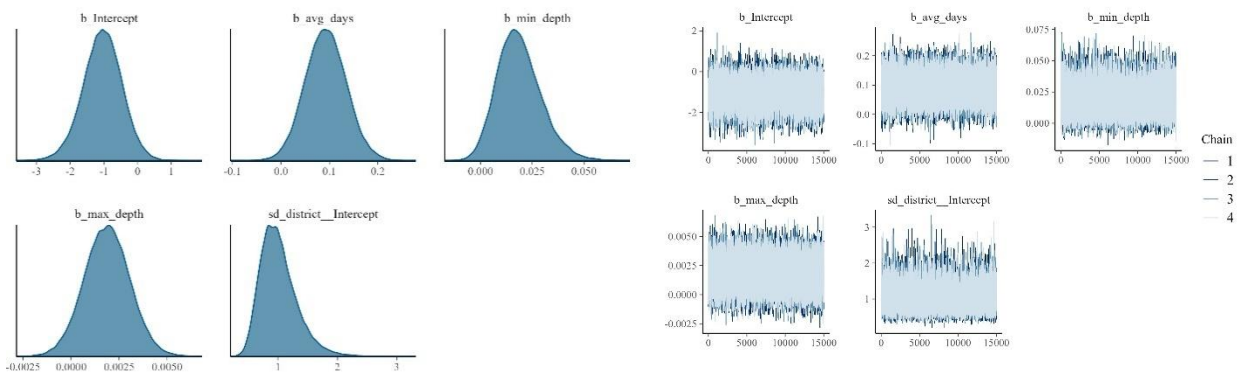 b_Intercept
b_avg_days
b_min_depth
-3 -2 -1 0 1
-0.1 0.0 0.1 0.2
0.000 0.025 0.050
b_max_depth
sd_district__Intercept
-0.0025 0.0000 0.0025 0.0050
1 2 3
b_Intercept
b_avg_days
b_min_depth
2
0
-2
0 5000 10000 15000
0.2
0.1
0.0
-0.1
0 5000 10000 15000
0.075
0.050
0.025
0.000
0 5000 10000 15000
b_max_depth
sd_district__Intercept
0.0050
0.0025
0.0000
-0.0025
0 5000 10000 15000
3
2
1
0 5000 10000 15000
Chain
1
2
3
4